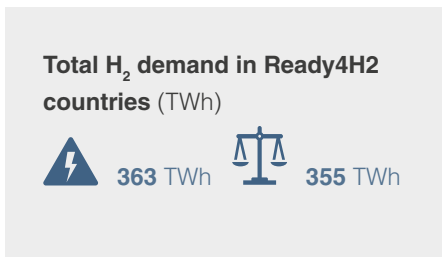 Total H₂ demand in Ready4H2
countries (TWh)
363 TWh 355 TWh